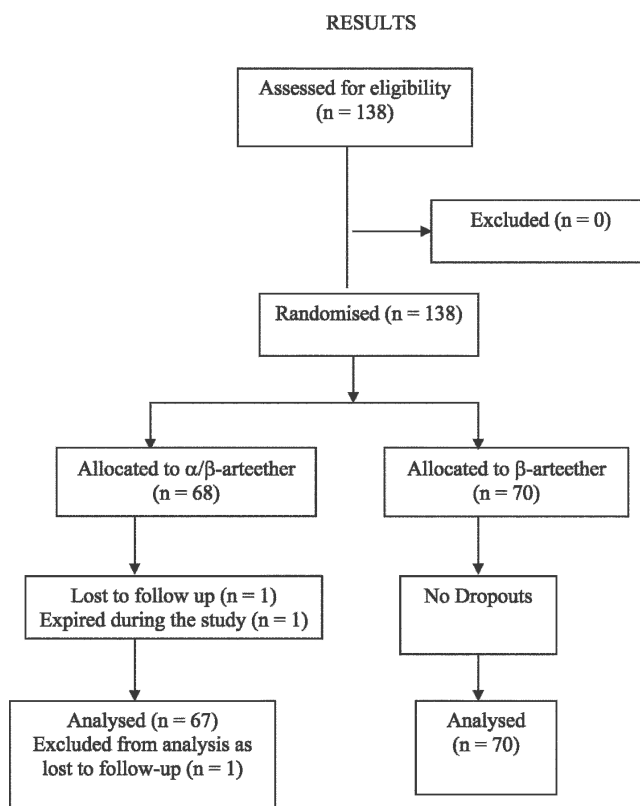 RESULTS
Assessed for eligibility
(n = 138)
Excluded (n = 0)
Randomised (n = 138)
Allocated to α/β-arteether
(n = 68)
Allocated to β-arteether
(n = 70)
Lost to follow up (n = 1)
Expired during the study (n = 1)
No Dropouts
Analysed (n = 67)
Excluded from analysis as
lost to follow-up (n = 1)
Analysed
(n = 70)